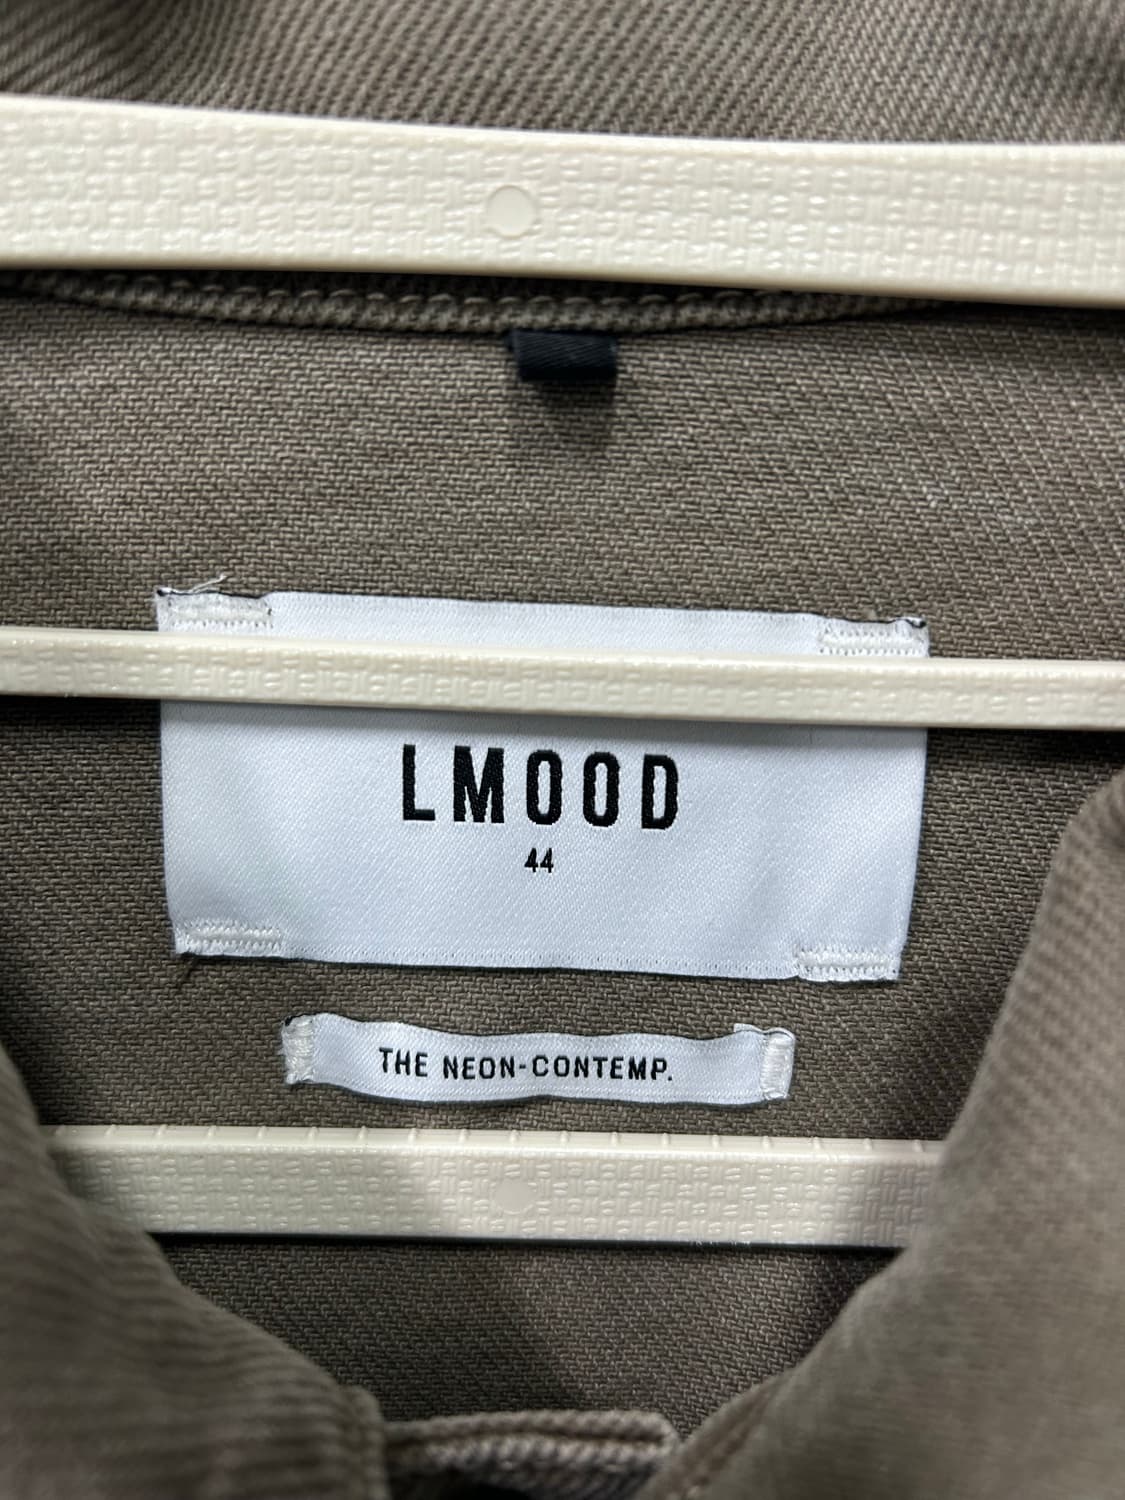 LMOOD
44
THE NEON-CONTEMP.